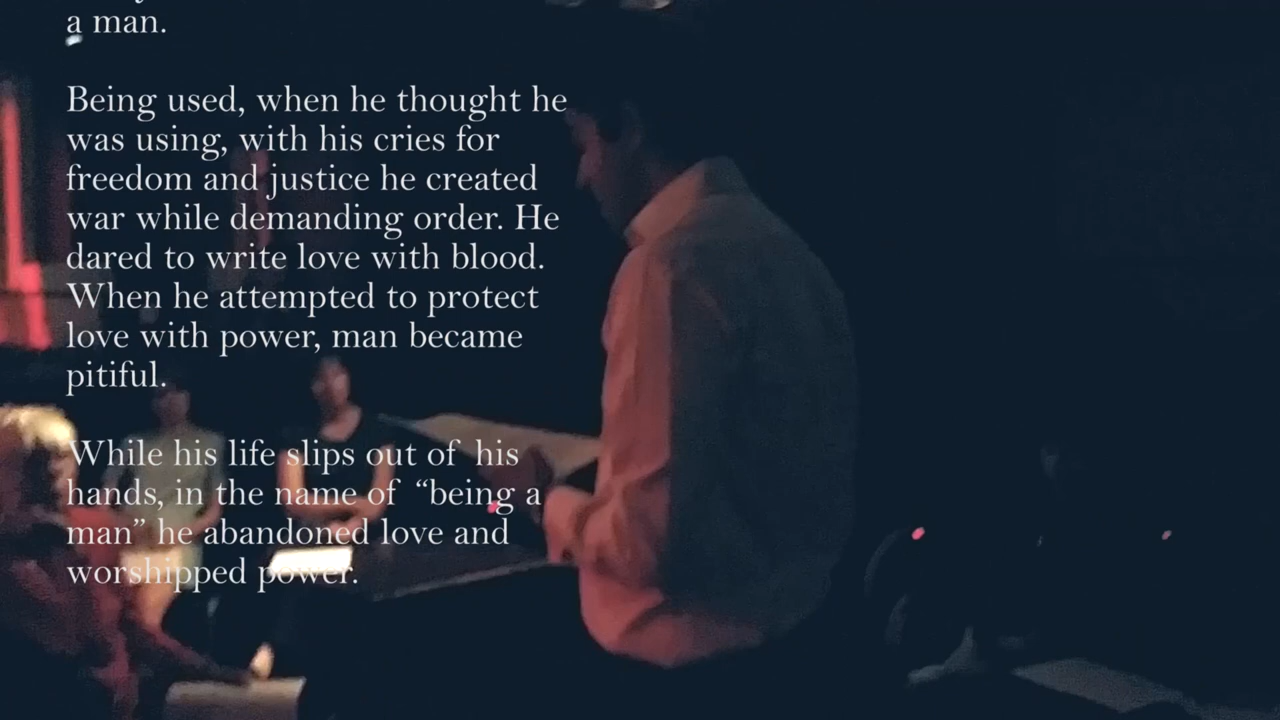 a man.
Being used, when he thought he
was using, with his cries for
freedom and justice he created
war while demanding order. He
dared to write love with blood.
When he attempted to protect
love with power, man became
pitiful.
While his life slips out of his
hands, in the name of “being a
man” he abandoned love and
worshipped power.